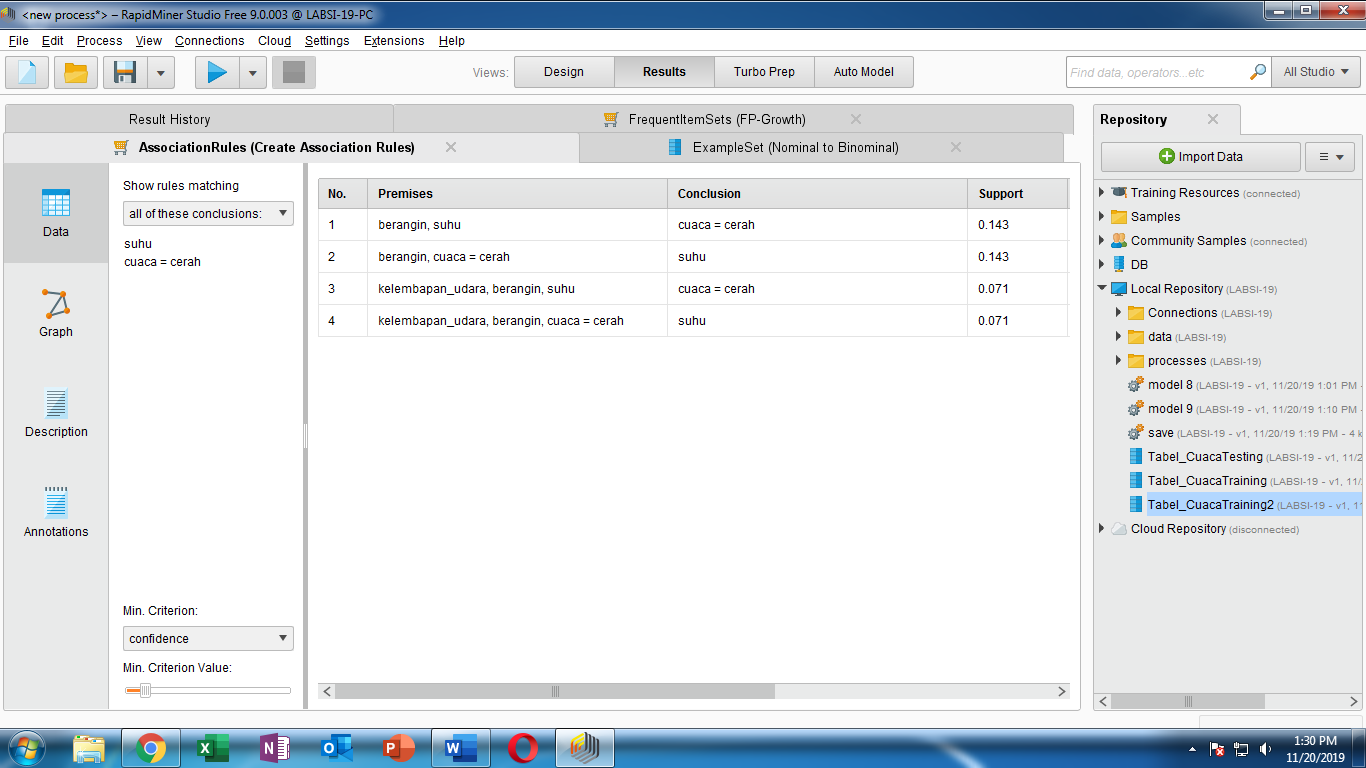 <new process*> – RapidMiner Studio Free 9.0.003 @ LABSI-19-PC
File Edit Process View Connections Cloud Settings Extensions Help
Views: Design Results Turbo Prep Auto Model Find data, operators...etc All Studio
Result History FrequentItemSets (FP-Growth)
AssociationRules (Create Association Rules) ExampleSet (Nominal to Binominal)
Data
Graph
Description
Annotations
Show rules matching
all of these conclusions:
suhu
cuaca = cerah
Min. Criterion:
confidence
Min. Criterion Value:
No. Premises Conclusion Support
1 berangin, suhu cuaca = cerah 0.143
2 berangin, cuaca = cerah suhu 0.143
3 kelembapan_udara, berangin, suhu cuaca = cerah 0.071
4 kelembapan_udara, berangin, cuaca = cerah suhu 0.071
Repository
Import Data
Training Resources (connected)
Samples
Community Samples (connected)
DB
Local Repository (LABSI-19)
Connections (LABSI-19)
data (LABSI-19)
processes (LABSI-19)
model 8 (LABSI-19 - v1, 11/20/19 1:01 PM -
model 9 (LABSI-19 - v1, 11/20/19 1:10 PM -
save (LABSI-19 - v1, 11/20/19 1:19 PM - 4 k
Tabel_CuacaTesting (LABSI-19 - v1, 11/2
Tabel_CuacaTraining (LABSI-19 - v1, 11/
Tabel_CuacaTraining2 (LABSI-19 - v1, 11
Cloud Repository (disconnected)
1:30 PM
11/20/2019